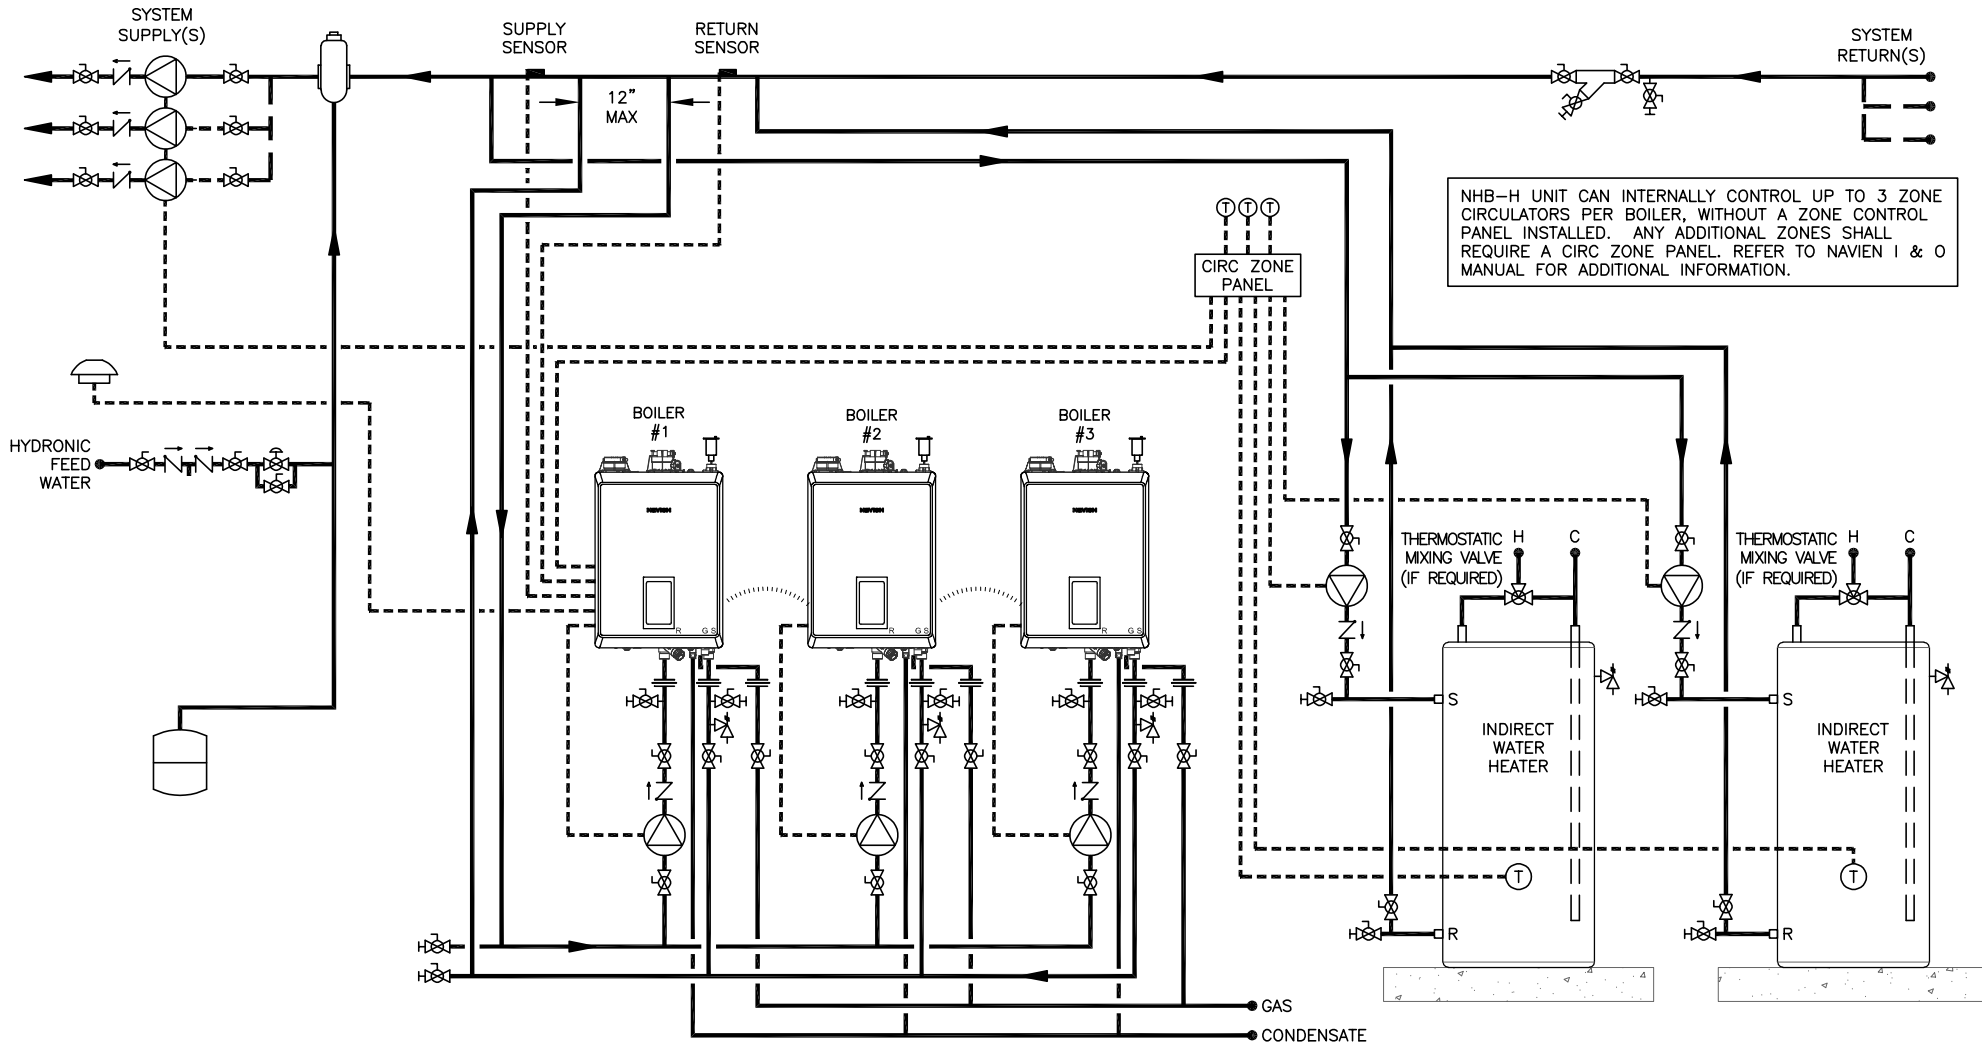 SYSTEM
SUPPLY(S)
SUPPLY
SENSOR
RETURN
SENSOR
SYSTEM
RETURN(S)
12"
MAX
NHB-H UNIT CAN INTERNALLY CONTROL UP TO 3 ZONE
CIRCULATORS PER BOILER, WITHOUT A ZONE CONTROL
PANEL INSTALLED. ANY ADDITIONAL ZONES SHALL
REQUIRE A CIRC ZONE PANEL. REFER TO NAVIEN I & O
MANUAL FOR ADDITIONAL INFORMATION.
T T T
CIRC ZONE
PANEL
HYDRONIC
FEED
WATER
BOILER
#1
BOILER
#2
BOILER
#3
NAVIEN
NAVIEN
NAVIEN
R G S
R G S
R G S
THERMOSTATIC
MIXING VALVE
(IF REQUIRED)
H C
THERMOSTATIC
MIXING VALVE
(IF REQUIRED)
H C
S
INDIRECT
WATER
HEATER
T
R
S
INDIRECT
WATER
HEATER
T
R
GAS
CONDENSATE